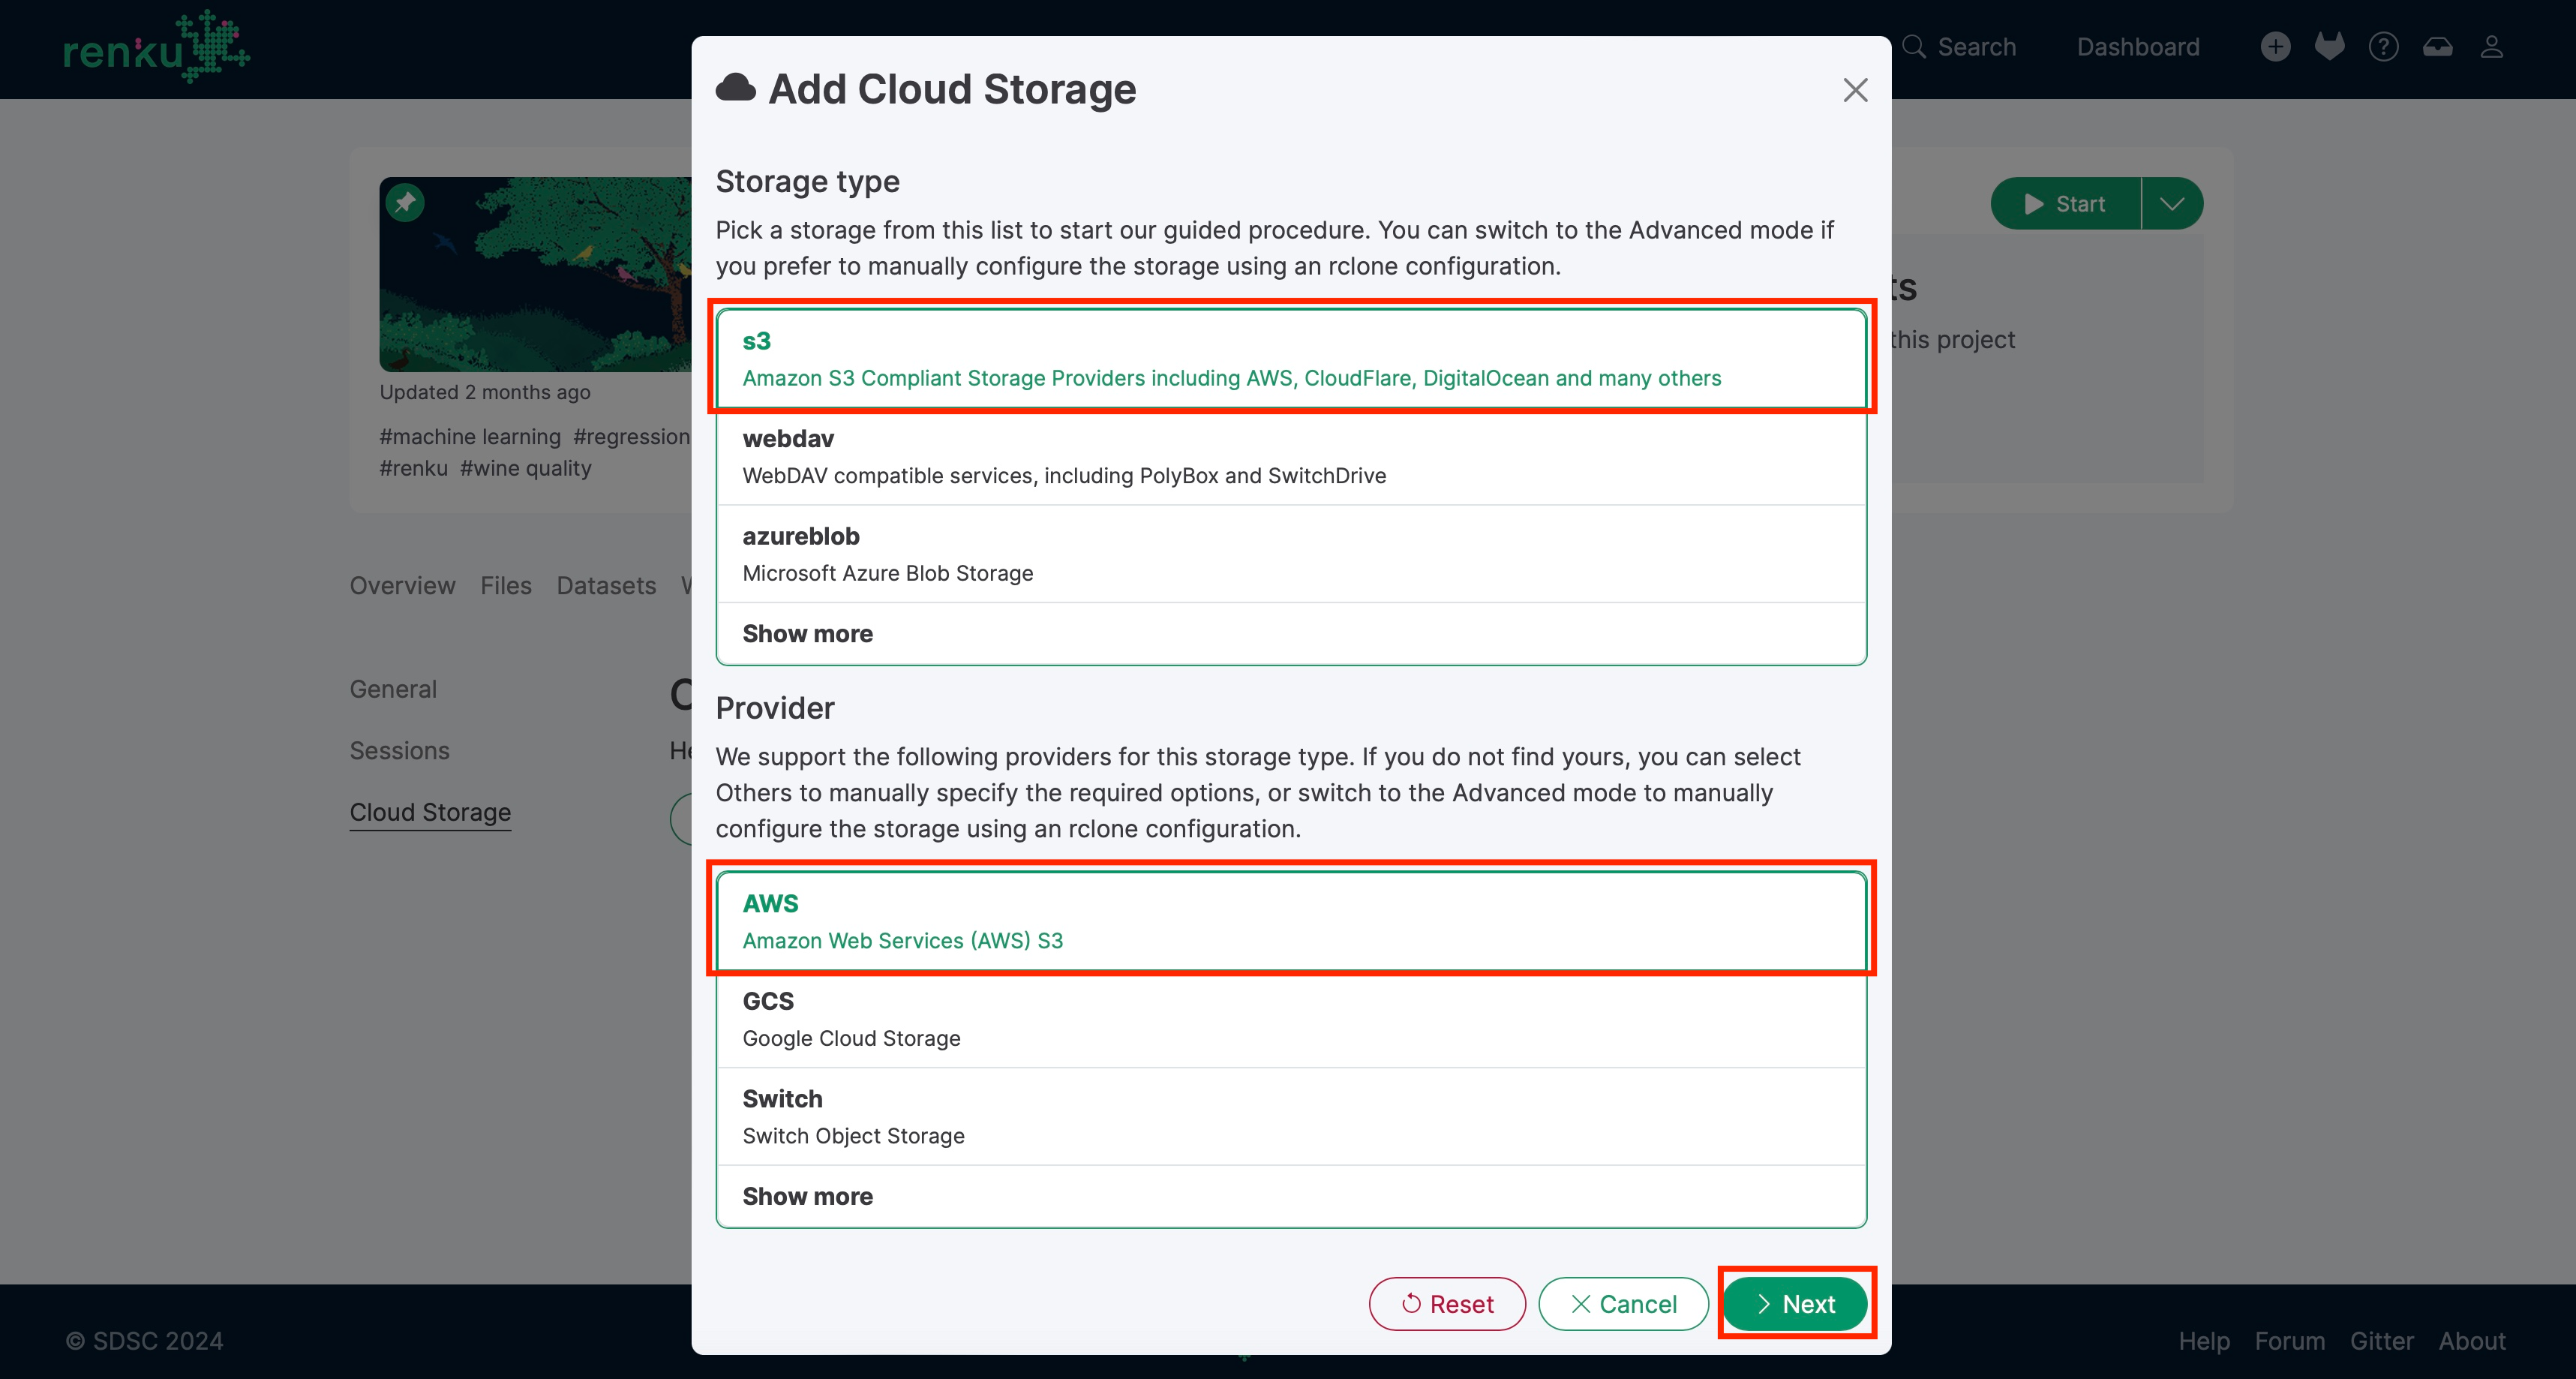 renku
Search
Dashboard
Add Cloud Storage
Storage type
Pick a storage from this list to start our guided procedure. You can switch to the Advanced mode if
you prefer to manually configure the storage using an rclone configuration.
s3
Amazon S3 Compliant Storage Providers including AWS, CloudFlare, DigitalOcean and many others
webdav
WebDAV compatible services, including PolyBox and SwitchDrive
azureblob
Microsoft Azure Blob Storage
Show more
Provider
We support the following providers for this storage type. If you do not find yours, you can select
Others to manually specify the required options, or switch to the Advanced mode to manually
configure the storage using an rclone configuration.
AWS
Amazon Web Services (AWS) S3
GCS
Google Cloud Storage
Switch
Switch Object Storage
Show more
Reset
Cancel
Next
Start
this project
Updated 2 months ago
#machine learning #regression
#renku #wine quality
Overview Files Datasets
General
Sessions
Cloud Storage
© SDSC 2024
Help Forum Gitter About